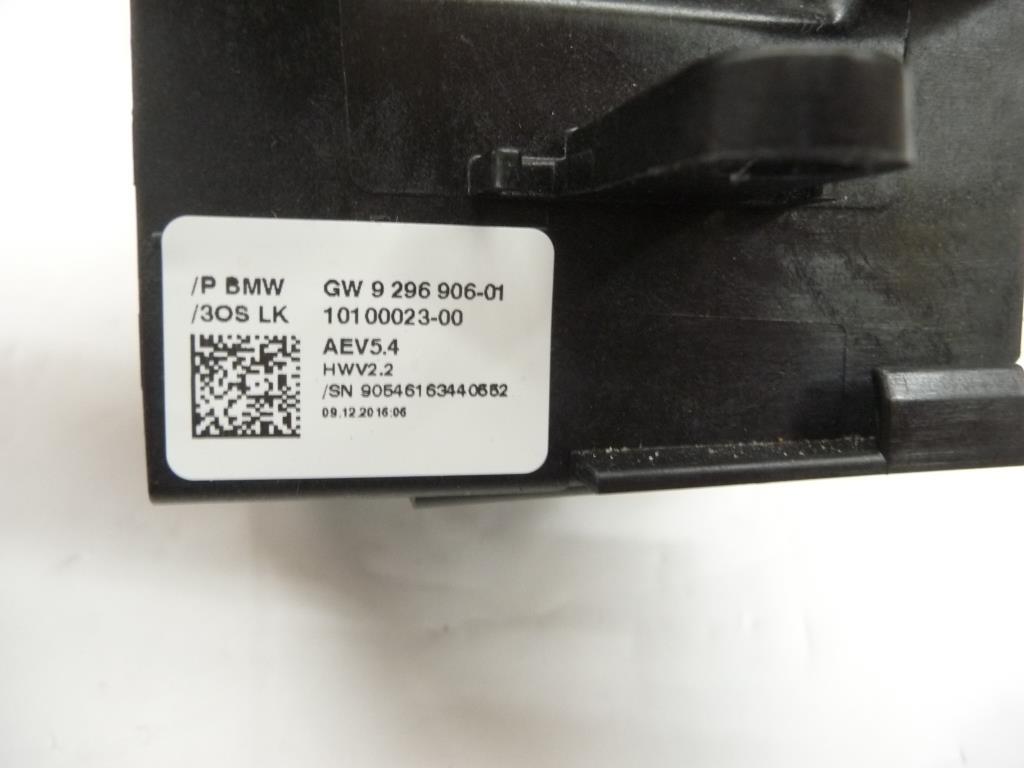 /P BMW GW 9 296 906-01
/3OS LK 10100023-00
AEV5.4
HWV2.2
/SN 90546163440652
09.12.2016:06